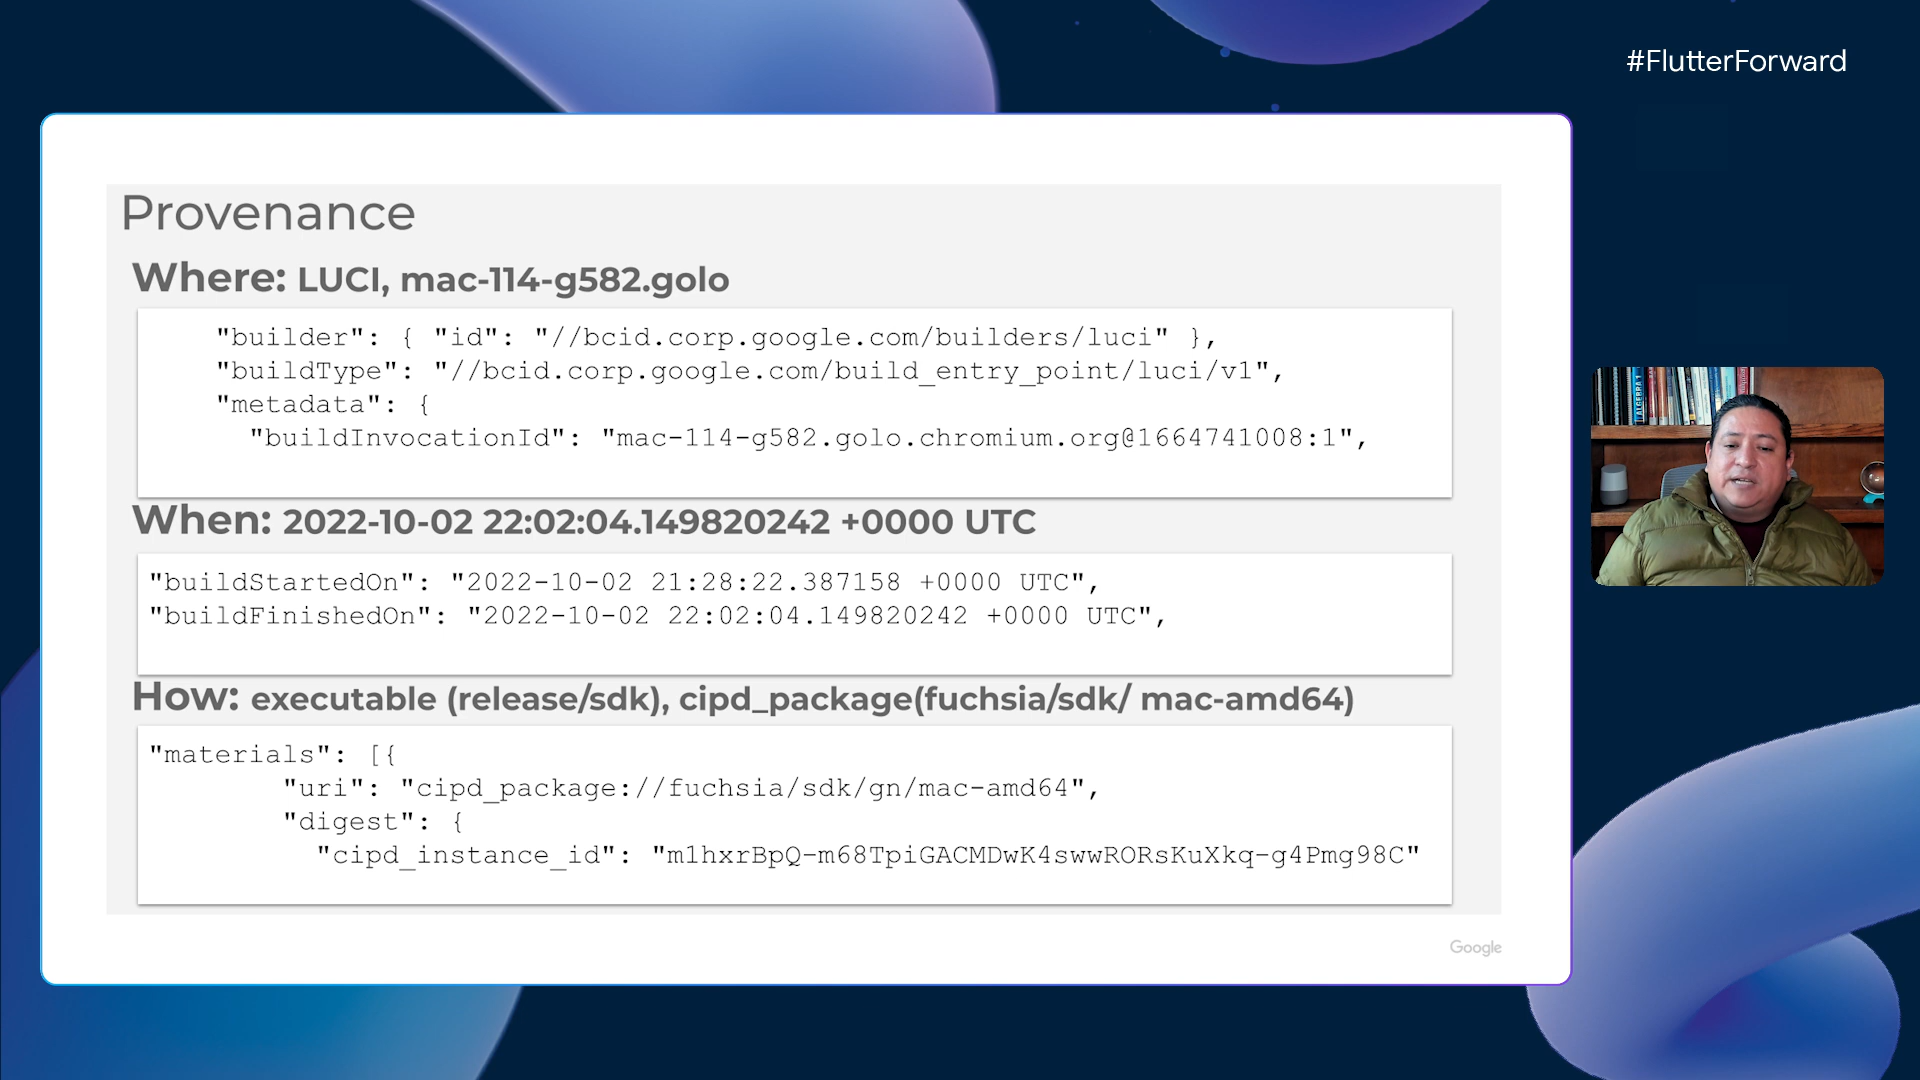 #FlutterForward
Provenance
Where: LUCI, mac-114-g582.golo
"builder": { "id": "//bcid.corp.google.com/builders/luci" },
"buildType": "//bcid.corp.google.com/build_entry_point/luci/v1",
"metadata": {
"buildInvocationId": "mac-114-g582.golo.chromium.org@1664741008:1",
When: 2022-10-02 22:02:04.149820242 +0000 UTC
"buildStartedOn": "2022-10-02 21:28:22.387158 +0000 UTC",
"buildFinishedOn": "2022-10-02 22:02:04.149820242 +0000 UTC",
How: executable (release/sdk), cipd_package(fuchsia/sdk/ mac-amd64)
"materials": [{
"uri": "cipd_package://fuchsia/sdk/gn/mac-amd64",
"digest": {
"cipd_instance_id": "m1hxrBpQ-m68TpiGACMDwK4swwRORsKuXkq-g4Pmg98C"
Google
ALGEBRA 1